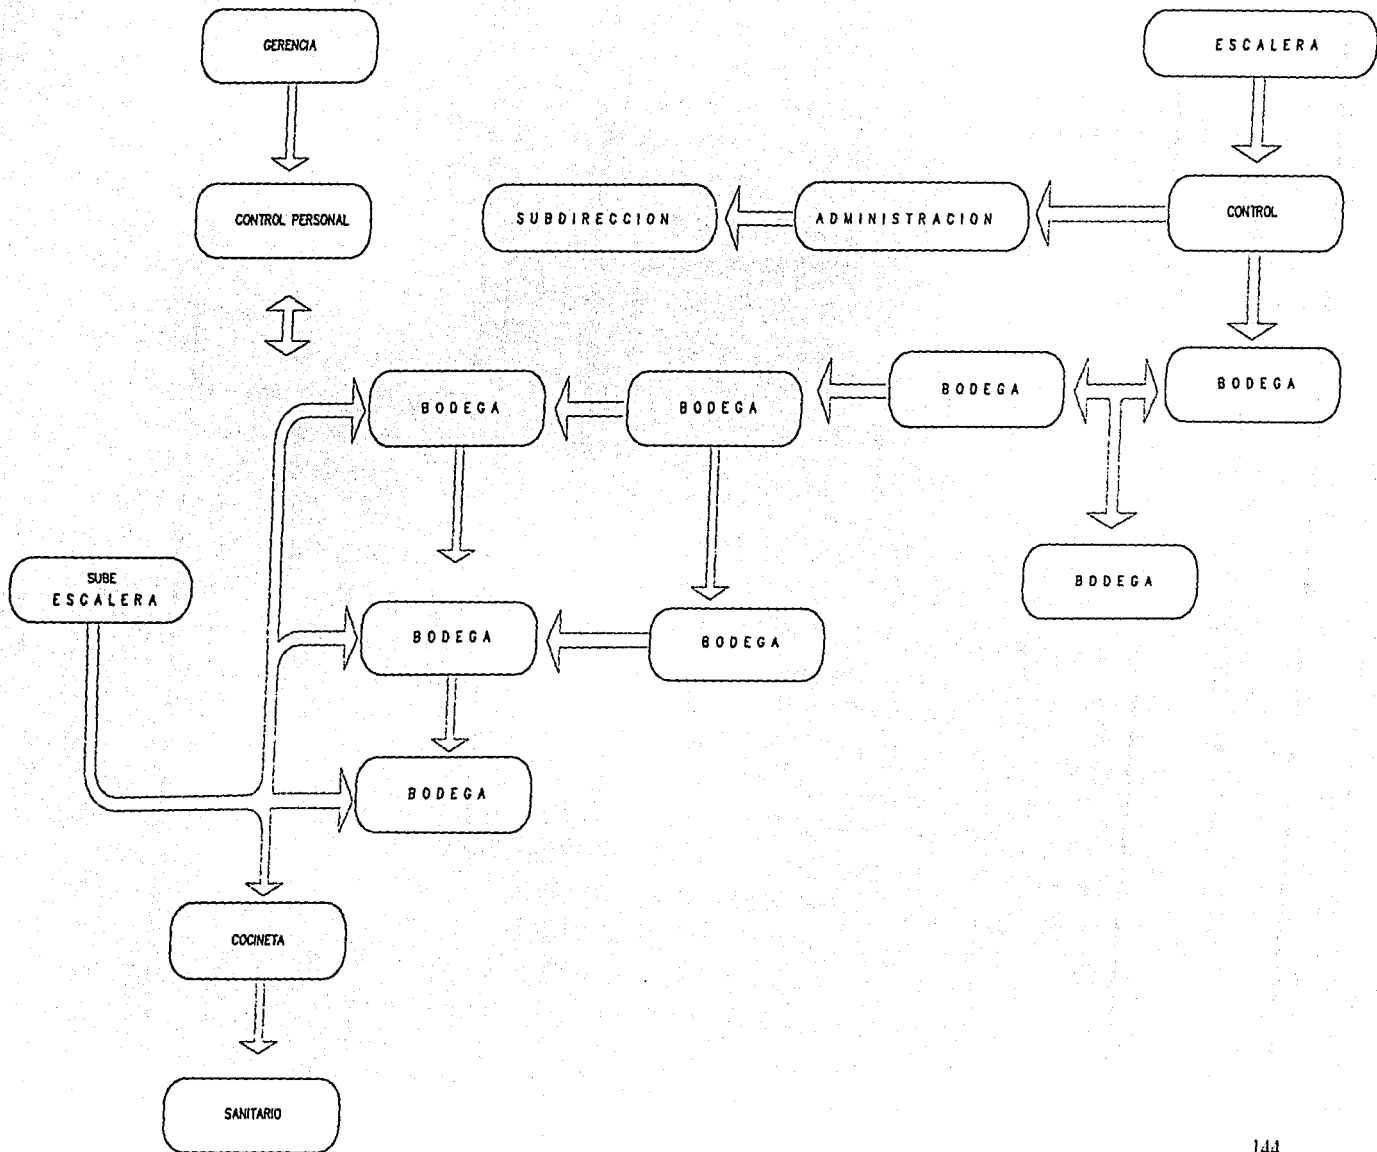 GERENCIA
ESCALERA
CONTROL PERSONAL
SUBDIRECCION
ADMINISTRACION
CONTROL
BODEGA
BODEGA
BODEGA
BODEGA
BODEGA
SUBE
ESCALERA
BODEGA
BODEGA
BODEGA
COCINETA
SANITARIO
144